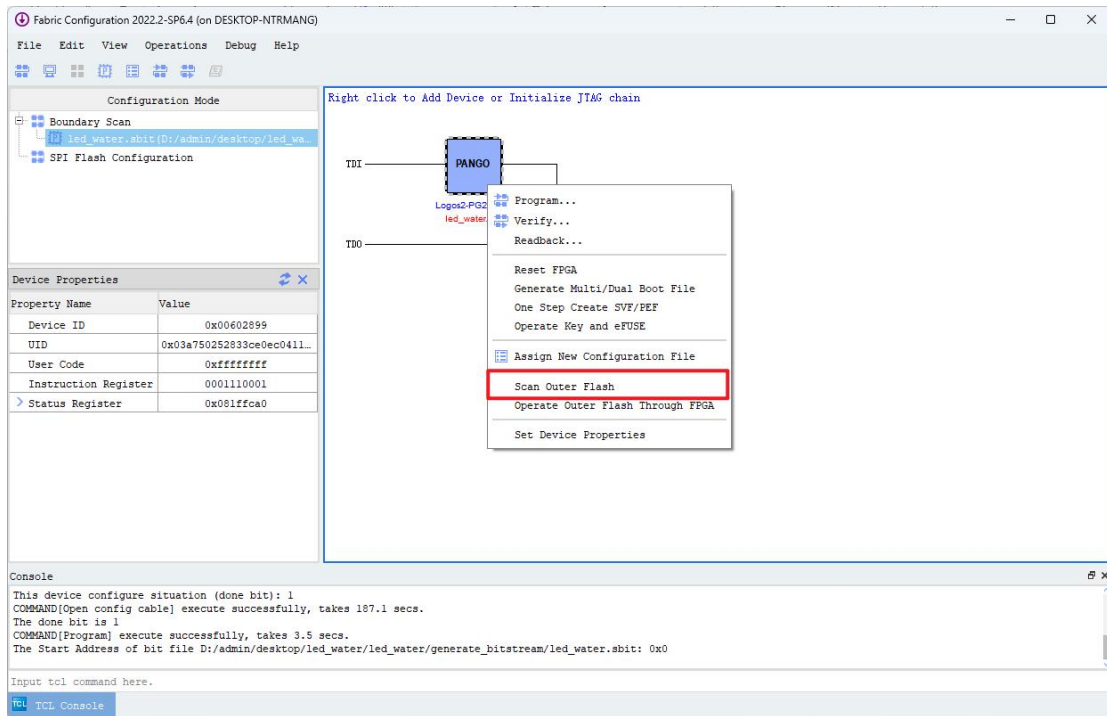 Fabric Configuration 2022.2-SP6.4 (on DESKTOP-NTRMANG)
File Edit View Operations Debug Help
Configuration Mode
Boundary Scan
led_water.sbit(D:/admin/desktop/led_wa...
SPI Flash Configuration
Right click to Add Device or Initialize JTAG chain
TDI
PANGO
Logos2-PG2
led_water.
TDO
Program...
Verify...
Readback...
Reset FPGA
Generate Multi/Dual Boot File
One Step Create SVF/PEF
Operate Key and eFUSE
Assign New Configuration File
Scan Outer Flash
Operate Outer Flash Through FPGA
Set Device Properties
Device Properties
Property Name Value
Device ID 0x00602899
UID 0x03a750252833ce0ec0411...
User Code 0xffffffff
Instruction Register 0001110001
Status Register 0x081ffca0
Console
This device configure situation (done bit): 1
COMMAND[Open config cable] execute successfully, takes 187.1 secs.
The done bit is 1
COMMAND[Program] execute successfully, takes 3.5 secs.
The Start Address of bit file D:/admin/desktop/led_water/led_water/generate_bitstream/led_water.sbit: 0x0
Input tcl command here.
TCL TCL Console